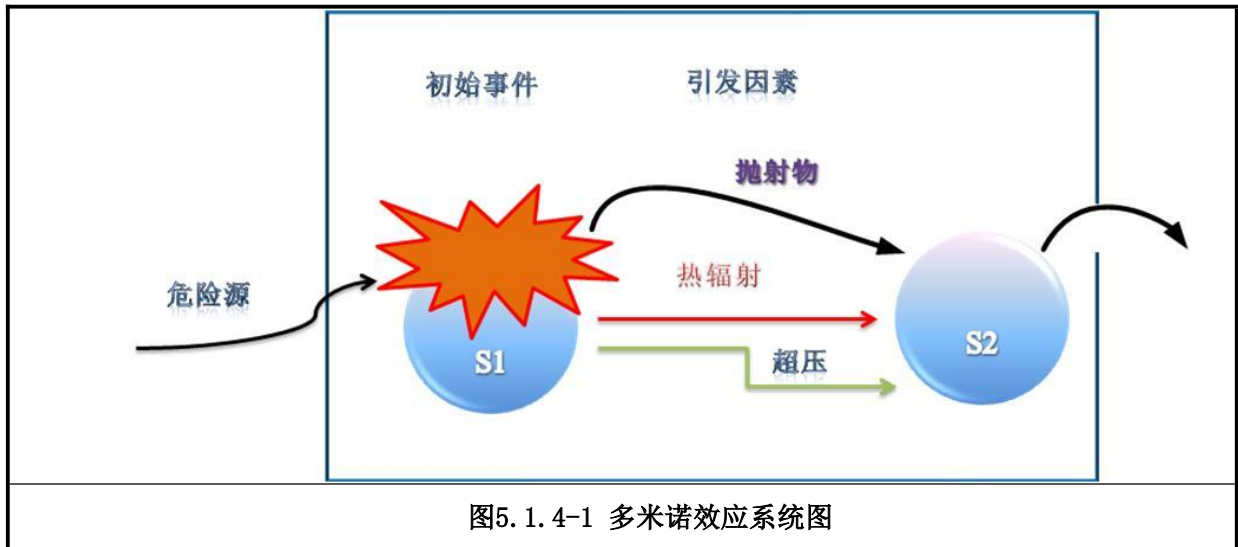 初始事件
引发因素
抛射物
热辐射
危险源
超压
S1
S2
图5.1.4-1 多米诺效应系统图